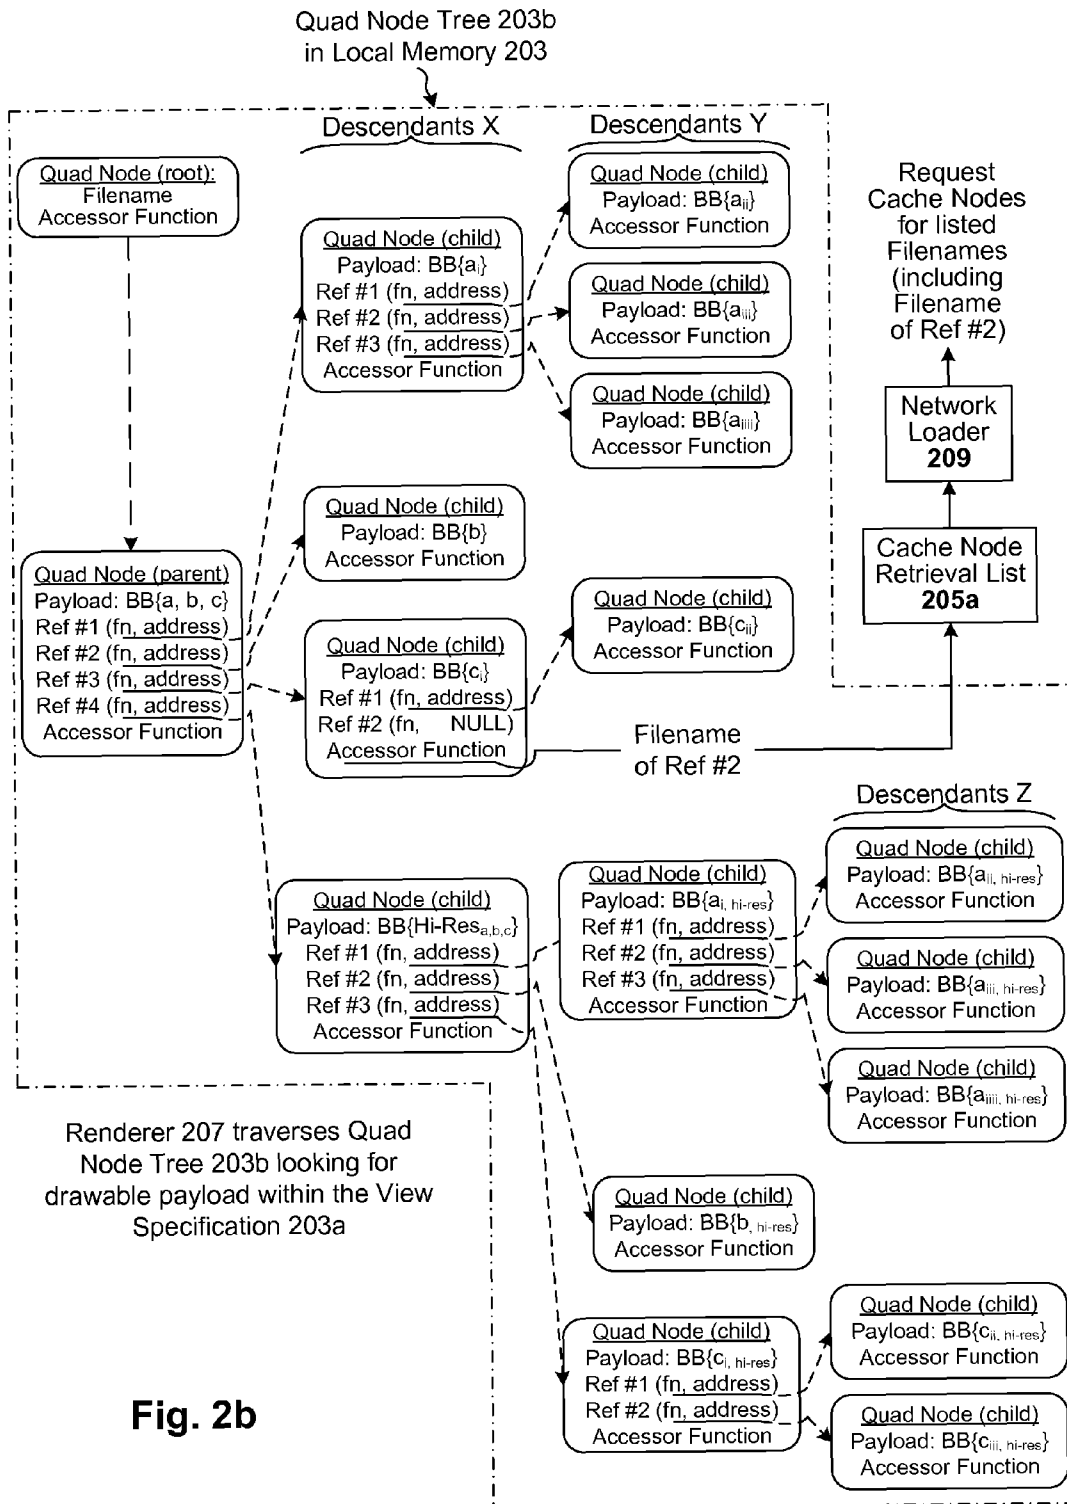 Quad Node Tree 203b
in Local Memory 203
Descendants X
Descendants Y
Quad Node (root):
Filename
Accessor Function
Quad Node (child)
Payload: BB{aᵢ}
Ref #1 (fn, address)
Ref #2 (fn, address)
Ref #3 (fn, address)
Accessor Function
Quad Node (child)
Payload: BB{aᵢᵢ}
Accessor Function
Quad Node (child)
Payload: BB{aᵢᵢᵢ}
Accessor Function
Quad Node (child)
Payload: BB{aᵢᵢᵢᵢ}
Accessor Function
Request
Cache Nodes
for listed
Filenames
(including
Filename
of Ref #2)
Network
Loader
209
Cache Node
Retrieval List
205a
Quad Node (child)
Payload: BB{b}
Accessor Function
Quad Node (parent)
Payload: BB{a, b, c}
Ref #1 (fn, address)
Ref #2 (fn, address)
Ref #3 (fn, address)
Ref #4 (fn, address)
Accessor Function
Quad Node (child)
Payload: BB{cᵢ}
Ref #1 (fn, address)
Ref #2 (fn, NULL)
Accessor Function
Quad Node (child)
Payload: BB{cᵢᵢ}
Accessor Function
Filename
of Ref #2
Descendants Z
Quad Node (child)
Payload: BB{Hi-Resa,b,c}
Ref #1 (fn, address)
Ref #2 (fn, address)
Ref #3 (fn, address)
Accessor Function
Quad Node (child)
Payload: BB{ai, hi-res}
Ref #1 (fn, address)
Ref #2 (fn, address)
Ref #3 (fn, address)
Accessor Function
Quad Node (child)
Payload: BB{aii, hi-res}
Accessor Function
Quad Node (child)
Payload: BB{aiii, hi-res}
Accessor Function
Quad Node (child)
Payload: BB{aiiii, hi-res}
Accessor Function
Renderer 207 traverses Quad
Node Tree 203b looking for
drawable payload within the View
Specification 203a
Quad Node (child)
Payload: BB{b, hi-res}
Accessor Function
Quad Node (child)
Payload: BB{ci, hi-res}
Ref #1 (fn, address)
Ref #2 (fn, address)
Accessor Function
Quad Node (child)
Payload: BB{cii, hi-res}
Accessor Function
Quad Node (child)
Payload: BB{ciii, hi-res}
Accessor Function
Fig. 2b